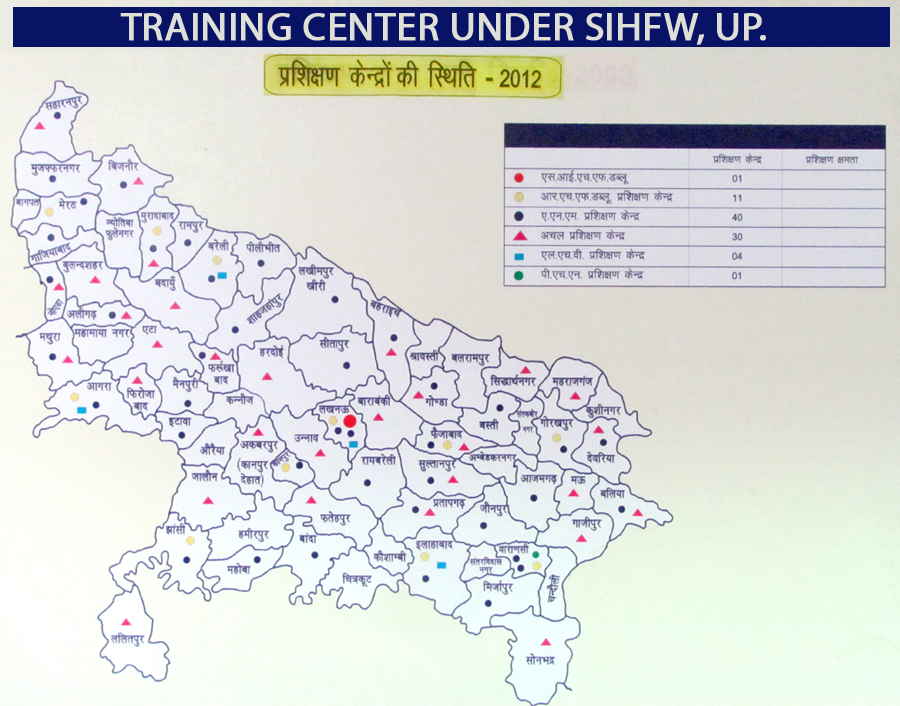 TRAINING CENTER UNDER SIHFW, UP.
प्रशिक्षण केन्द्रों की स्थिति - 2012
प्रशिक्षण केन्द्र प्रशिक्षण क्षमता
एस.आई.एच.एफ.डब्लू 01
आर.एच.एफ.डब्लू. प्रशिक्षण केन्द्र 11
ए.एन.एम. प्रशिक्षण केन्द्र 40
अचल प्रशिक्षण केन्द्र 30
एल.एच.वी. प्रशिक्षण केन्द्र 04
पी.एच.एन. प्रशिक्षण केन्द्र 01
सहारनपुर
मुजफ्फरनगर
बिजनौर
बागपत
मेरठ
ज्योतिबा
फुलेनगर
मुरादाबाद
रामपुर
बरेली
पीलीभीत
गाजियाबाद
बुलन्दशहर
बदायुँ
शाहजहांपुर
लखीमपुर
खीरी
बहराइच
अलीगढ़
मथुरा
महामाया नगर
एटा
फर्रुखा
बाद
हरदोई
सीतापुर
श्रावस्ती
बलरामपुर
सिद्धार्थनगर
महराजगंज
आगरा
फिरोजा
बाद
मैनपुरी
कन्नौज
लखनऊ
बाराबंकी
गोण्डा
बस्ती
गोरखपुर
कुशीनगर
देवरिया
इटावा
औरैया
अकबरपुर
(कानपुर
देहात)
उन्नाव
रायबरेली
फैजाबाद
अम्बेडकरनगर
सुल्तानपुर
आजमगढ़
मऊ
बलिया
जालौन
फतेहपुर
प्रतापगढ़
जौनपुर
गाजीपुर
झांसी
हमीरपुर
महोबा
बांदा
चित्रकूट
कौशाम्बी
इलाहाबाद
संतरविदास
नगर
वाराणसी
चन्दौली
मिर्जापुर
ललितपुर
सोनभद्र